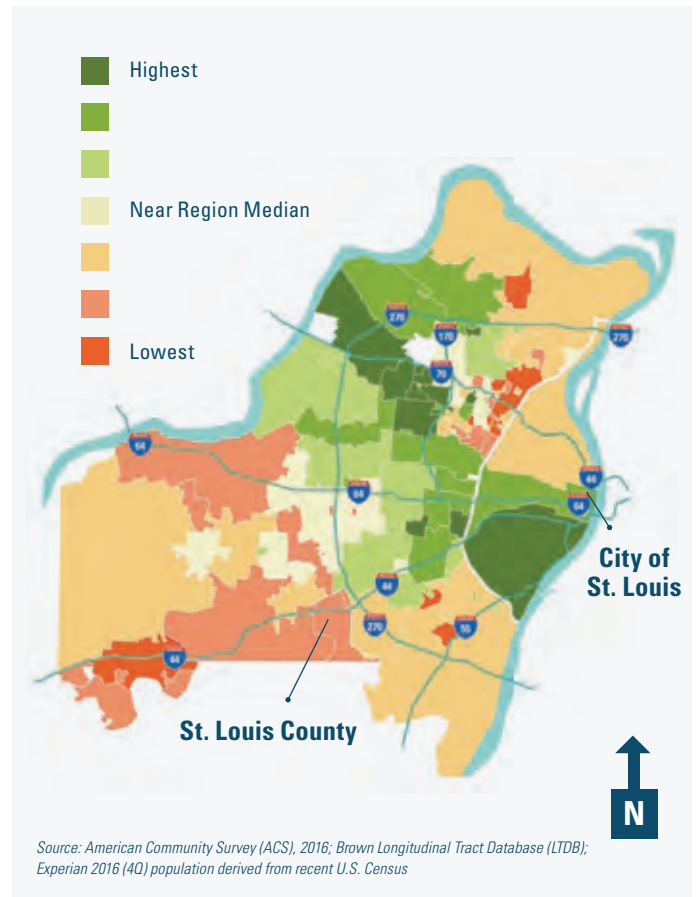 Highest
Near Region Median
Lowest
270
170
270
70
64
44
64
64
City of
St. Louis
44
270
55
44
St. Louis County
N
Source: American Community Survey (ACS), 2016; Brown Longitudinal Tract Database (LTDB);
Experian 2016 (4Q) population derived from recent U.S. Census